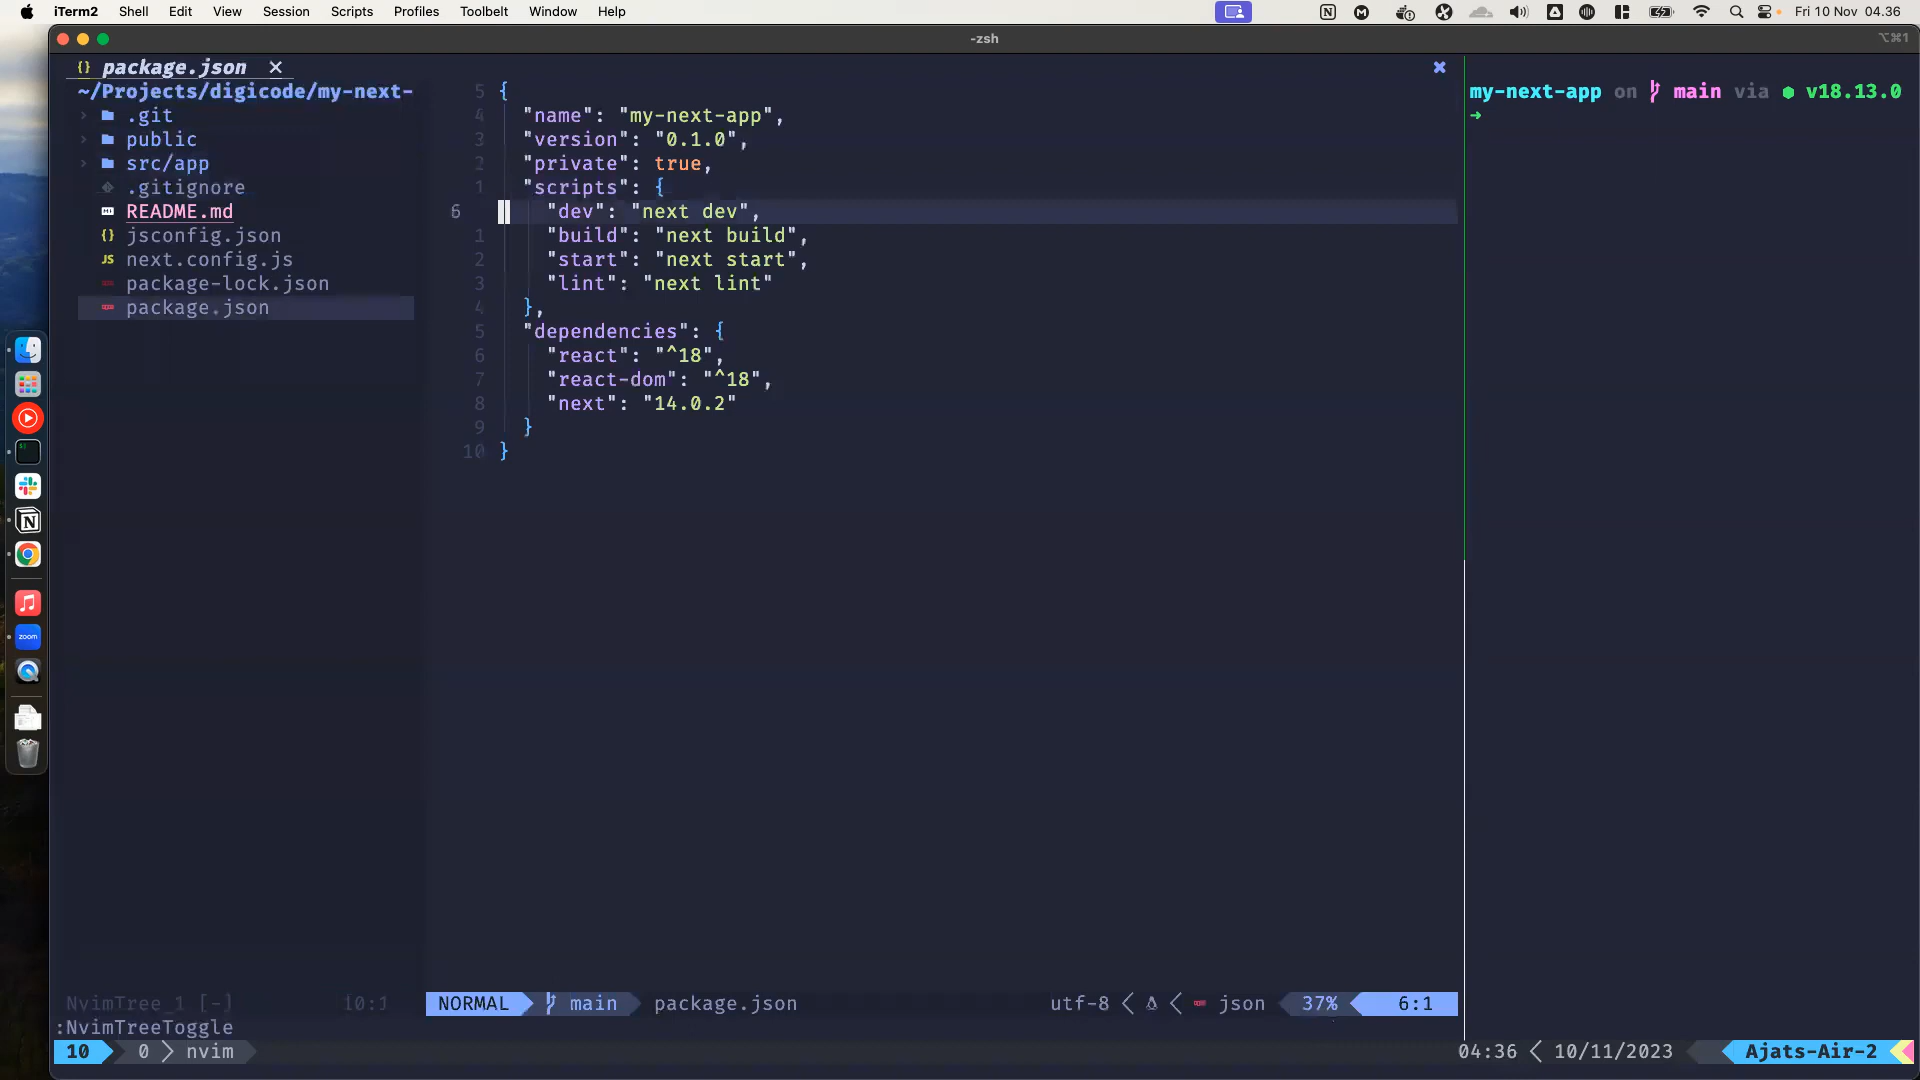 iTerm2 Shell Edit View Session Scripts Profiles Toolbelt Window Help Fri 10 Nov 04.36
-zsh
⌥⌘1
{} package.json ✕
~/Projects/digicode/my-next-
.git
public
src/app
.gitignore
README.md
{} jsconfig.json
JS next.config.js
package-lock.json
package.json
5 {
4 "name": "my-next-app",
3 "version": "0.1.0",
2 "private": true,
1 "scripts": {
6 "dev": "next dev",
1 "build": "next build",
2 "start": "next start",
3 "lint": "next lint"
4 },
5 "dependencies": {
6 "react": "^18",
7 "react-dom": "^18",
8 "next": "14.0.2"
9 }
10 }
my-next-app on main via v18.13.0
➜
zoom
NvimTree_1 [-] 10:1
NORMAL main package.json utf-8 < < json 37% 6:1
:NvimTreeToggle
10 0 > nvim 04:36 < 10/11/2023 Ajats-Air-2